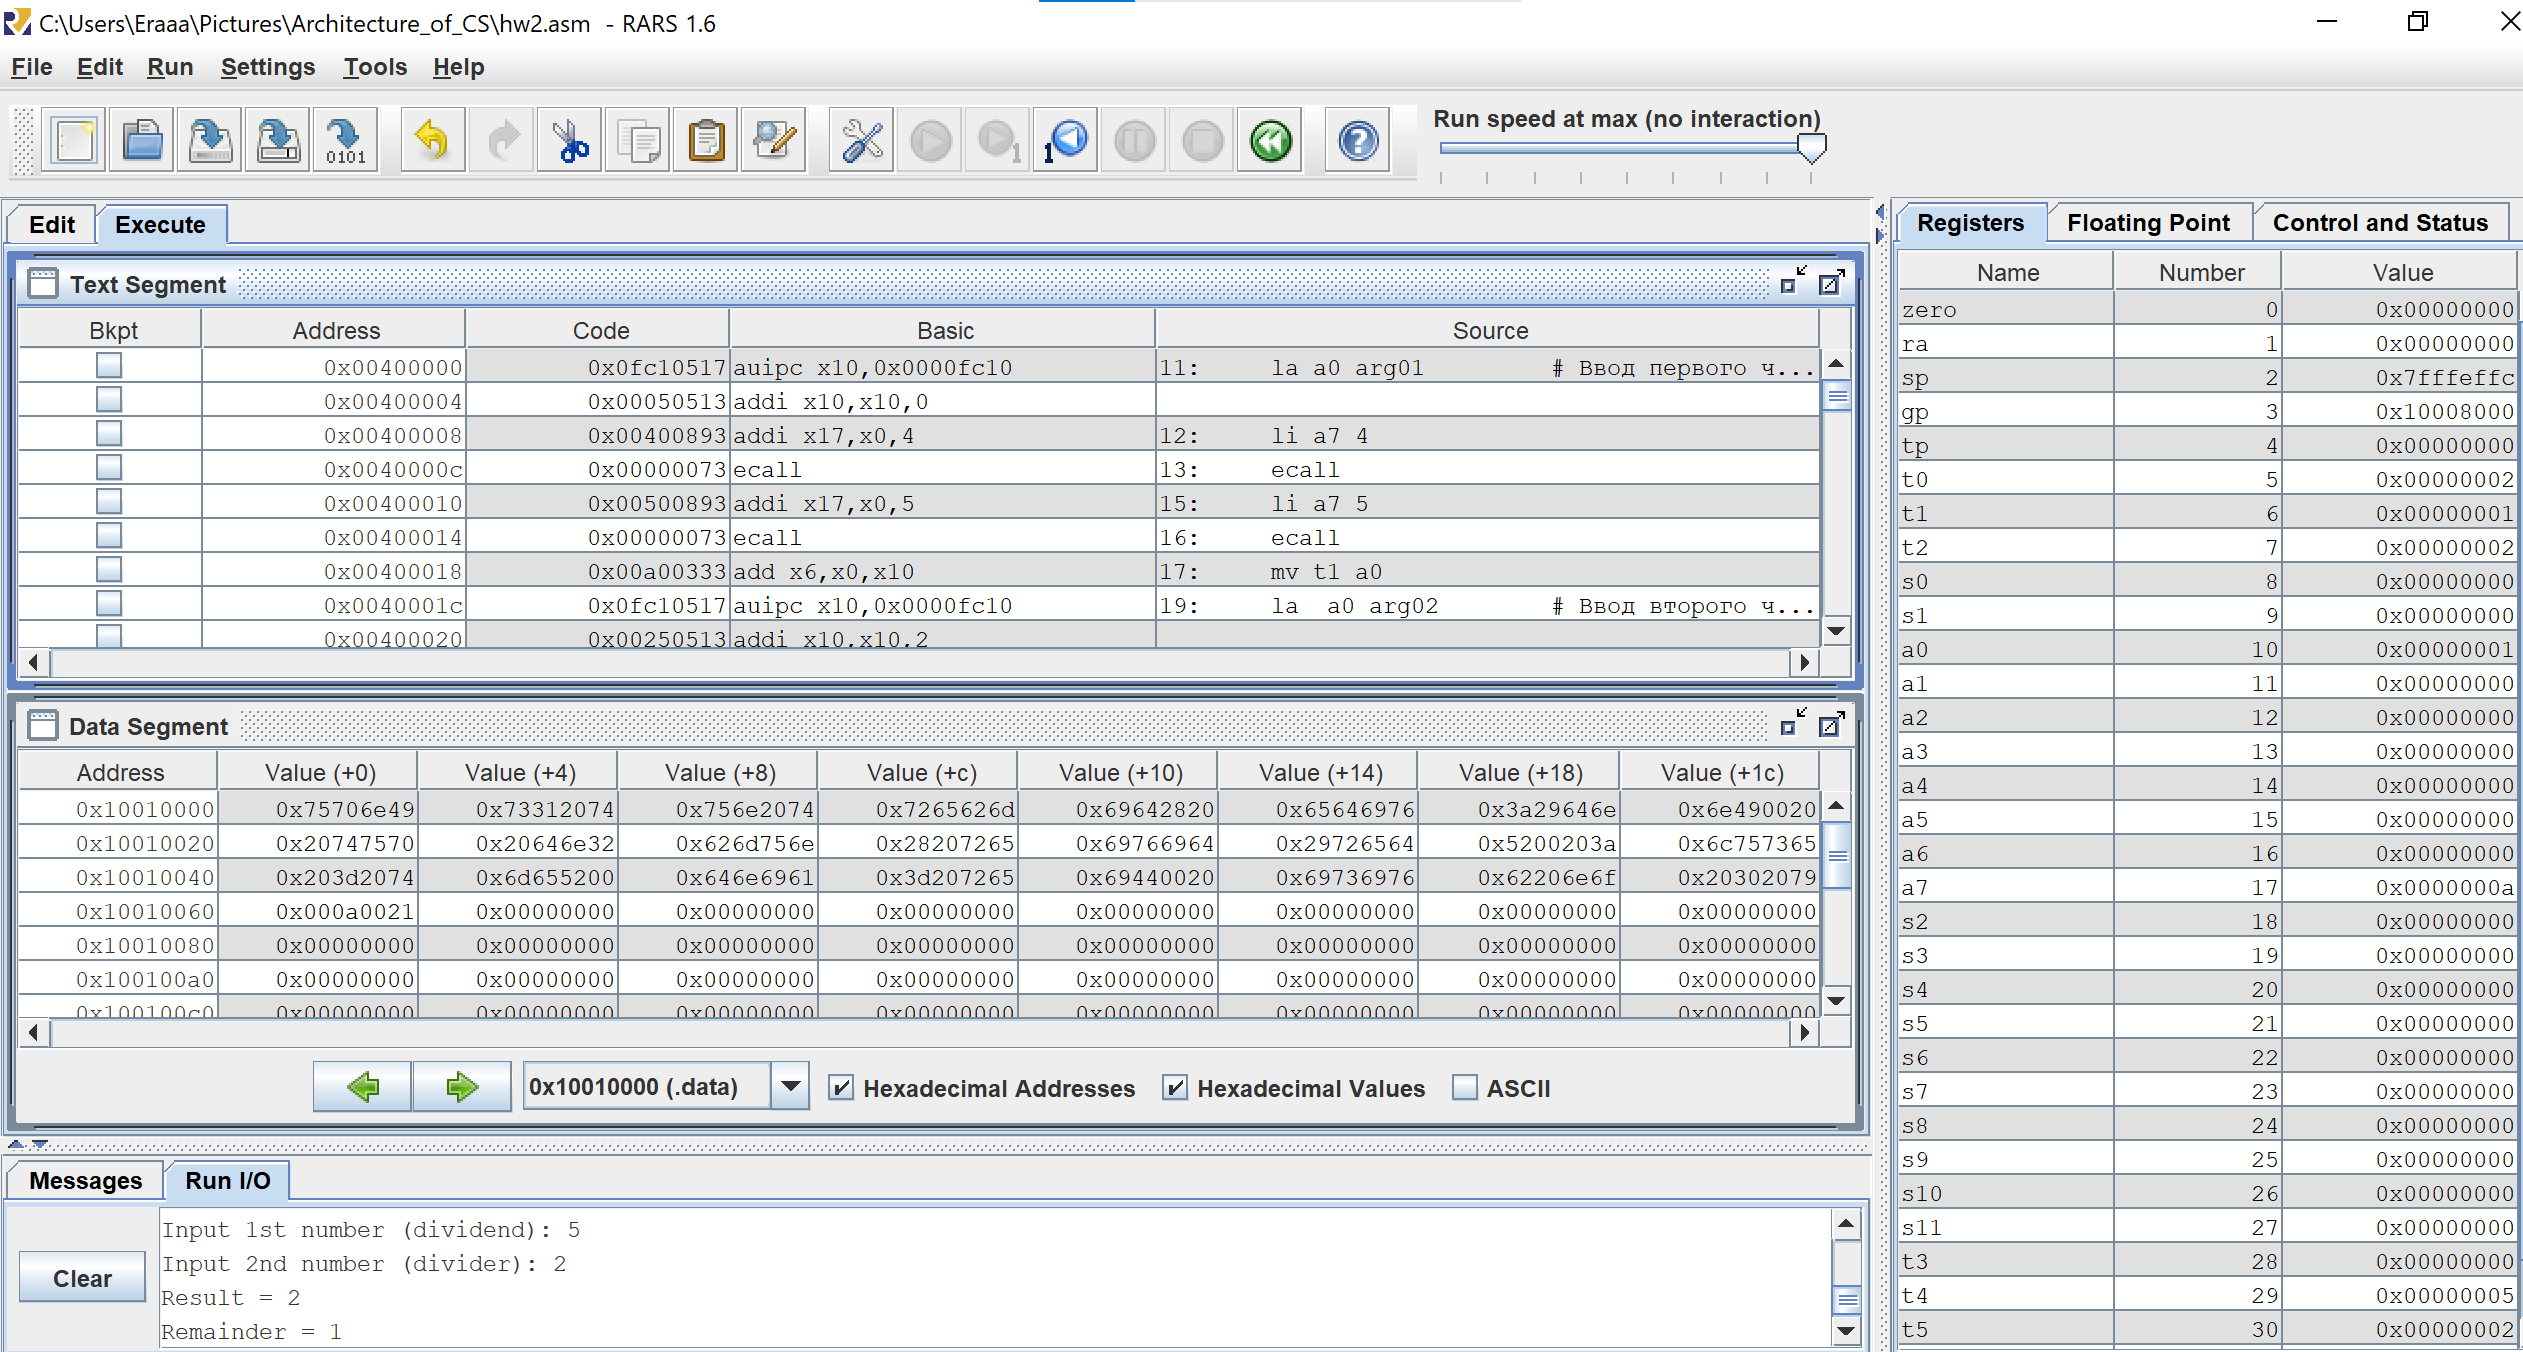 C:\Users\Eraaa\Pictures\Architecture_of_CS\hw2.asm - RARS 1.6
File Edit Run Settings Tools Help
0101 1 1
Run speed at max (no interaction)
Edit Execute
Registers Floating Point Control and Status
Text Segment
Bkpt Address Code Basic Source
0x00400000 0x0fc10517 auipc x10,0x0000fc10 11: la a0 arg01 # Ввод первого ч...
0x00400004 0x00050513 addi x10,x10,0
0x00400008 0x00400893 addi x17,x0,4 12: li a7 4
0x0040000c 0x00000073 ecall 13: ecall
0x00400010 0x00500893 addi x17,x0,5 15: li a7 5
0x00400014 0x00000073 ecall 16: ecall
0x00400018 0x00a00333 add x6,x0,x10 17: mv t1 a0
0x0040001c 0x0fc10517 auipc x10,0x0000fc10 19: la a0 arg02 # Ввод второго ч...
0x00400020 0x00250513 addi x10,x10,2
Data Segment
Address Value (+0) Value (+4) Value (+8) Value (+c) Value (+10) Value (+14) Value (+18) Value (+1c)
0x10010000 0x75706e49 0x73312074 0x756e2074 0x7265626d 0x69642820 0x65646976 0x3a29646e 0x6e490020
0x10010020 0x20747570 0x20646e32 0x626d756e 0x28207265 0x69766964 0x29726564 0x5200203a 0x6c757365
0x10010040 0x203d2074 0x6d655200 0x646e6961 0x3d207265 0x69440020 0x69736976 0x62206e6f 0x20302079
0x10010060 0x000a0021 0x00000000 0x00000000 0x00000000 0x00000000 0x00000000 0x00000000 0x00000000
0x10010080 0x00000000 0x00000000 0x00000000 0x00000000 0x00000000 0x00000000 0x00000000 0x00000000
0x100100a0 0x00000000 0x00000000 0x00000000 0x00000000 0x00000000 0x00000000 0x00000000 0x00000000
0x100100c0 0x00000000 0x00000000 0x00000000 0x00000000 0x00000000 0x00000000 0x00000000 0x00000000
0x10010000 (.data) Hexadecimal Addresses Hexadecimal Values ASCII
Messages Run I/O
Clear
Input 1st number (dividend): 5
Input 2nd number (divider): 2
Result = 2
Remainder = 1
Name Number Value
zero 0 0x00000000
ra 1 0x00000000
sp 2 0x7fffeffc
gp 3 0x10008000
tp 4 0x00000000
t0 5 0x00000002
t1 6 0x00000001
t2 7 0x00000002
s0 8 0x00000000
s1 9 0x00000000
a0 10 0x00000001
a1 11 0x00000000
a2 12 0x00000000
a3 13 0x00000000
a4 14 0x00000000
a5 15 0x00000000
a6 16 0x00000000
a7 17 0x0000000a
s2 18 0x00000000
s3 19 0x00000000
s4 20 0x00000000
s5 21 0x00000000
s6 22 0x00000000
s7 23 0x00000000
s8 24 0x00000000
s9 25 0x00000000
s10 26 0x00000000
s11 27 0x00000000
t3 28 0x00000000
t4 29 0x00000005
t5 30 0x00000002